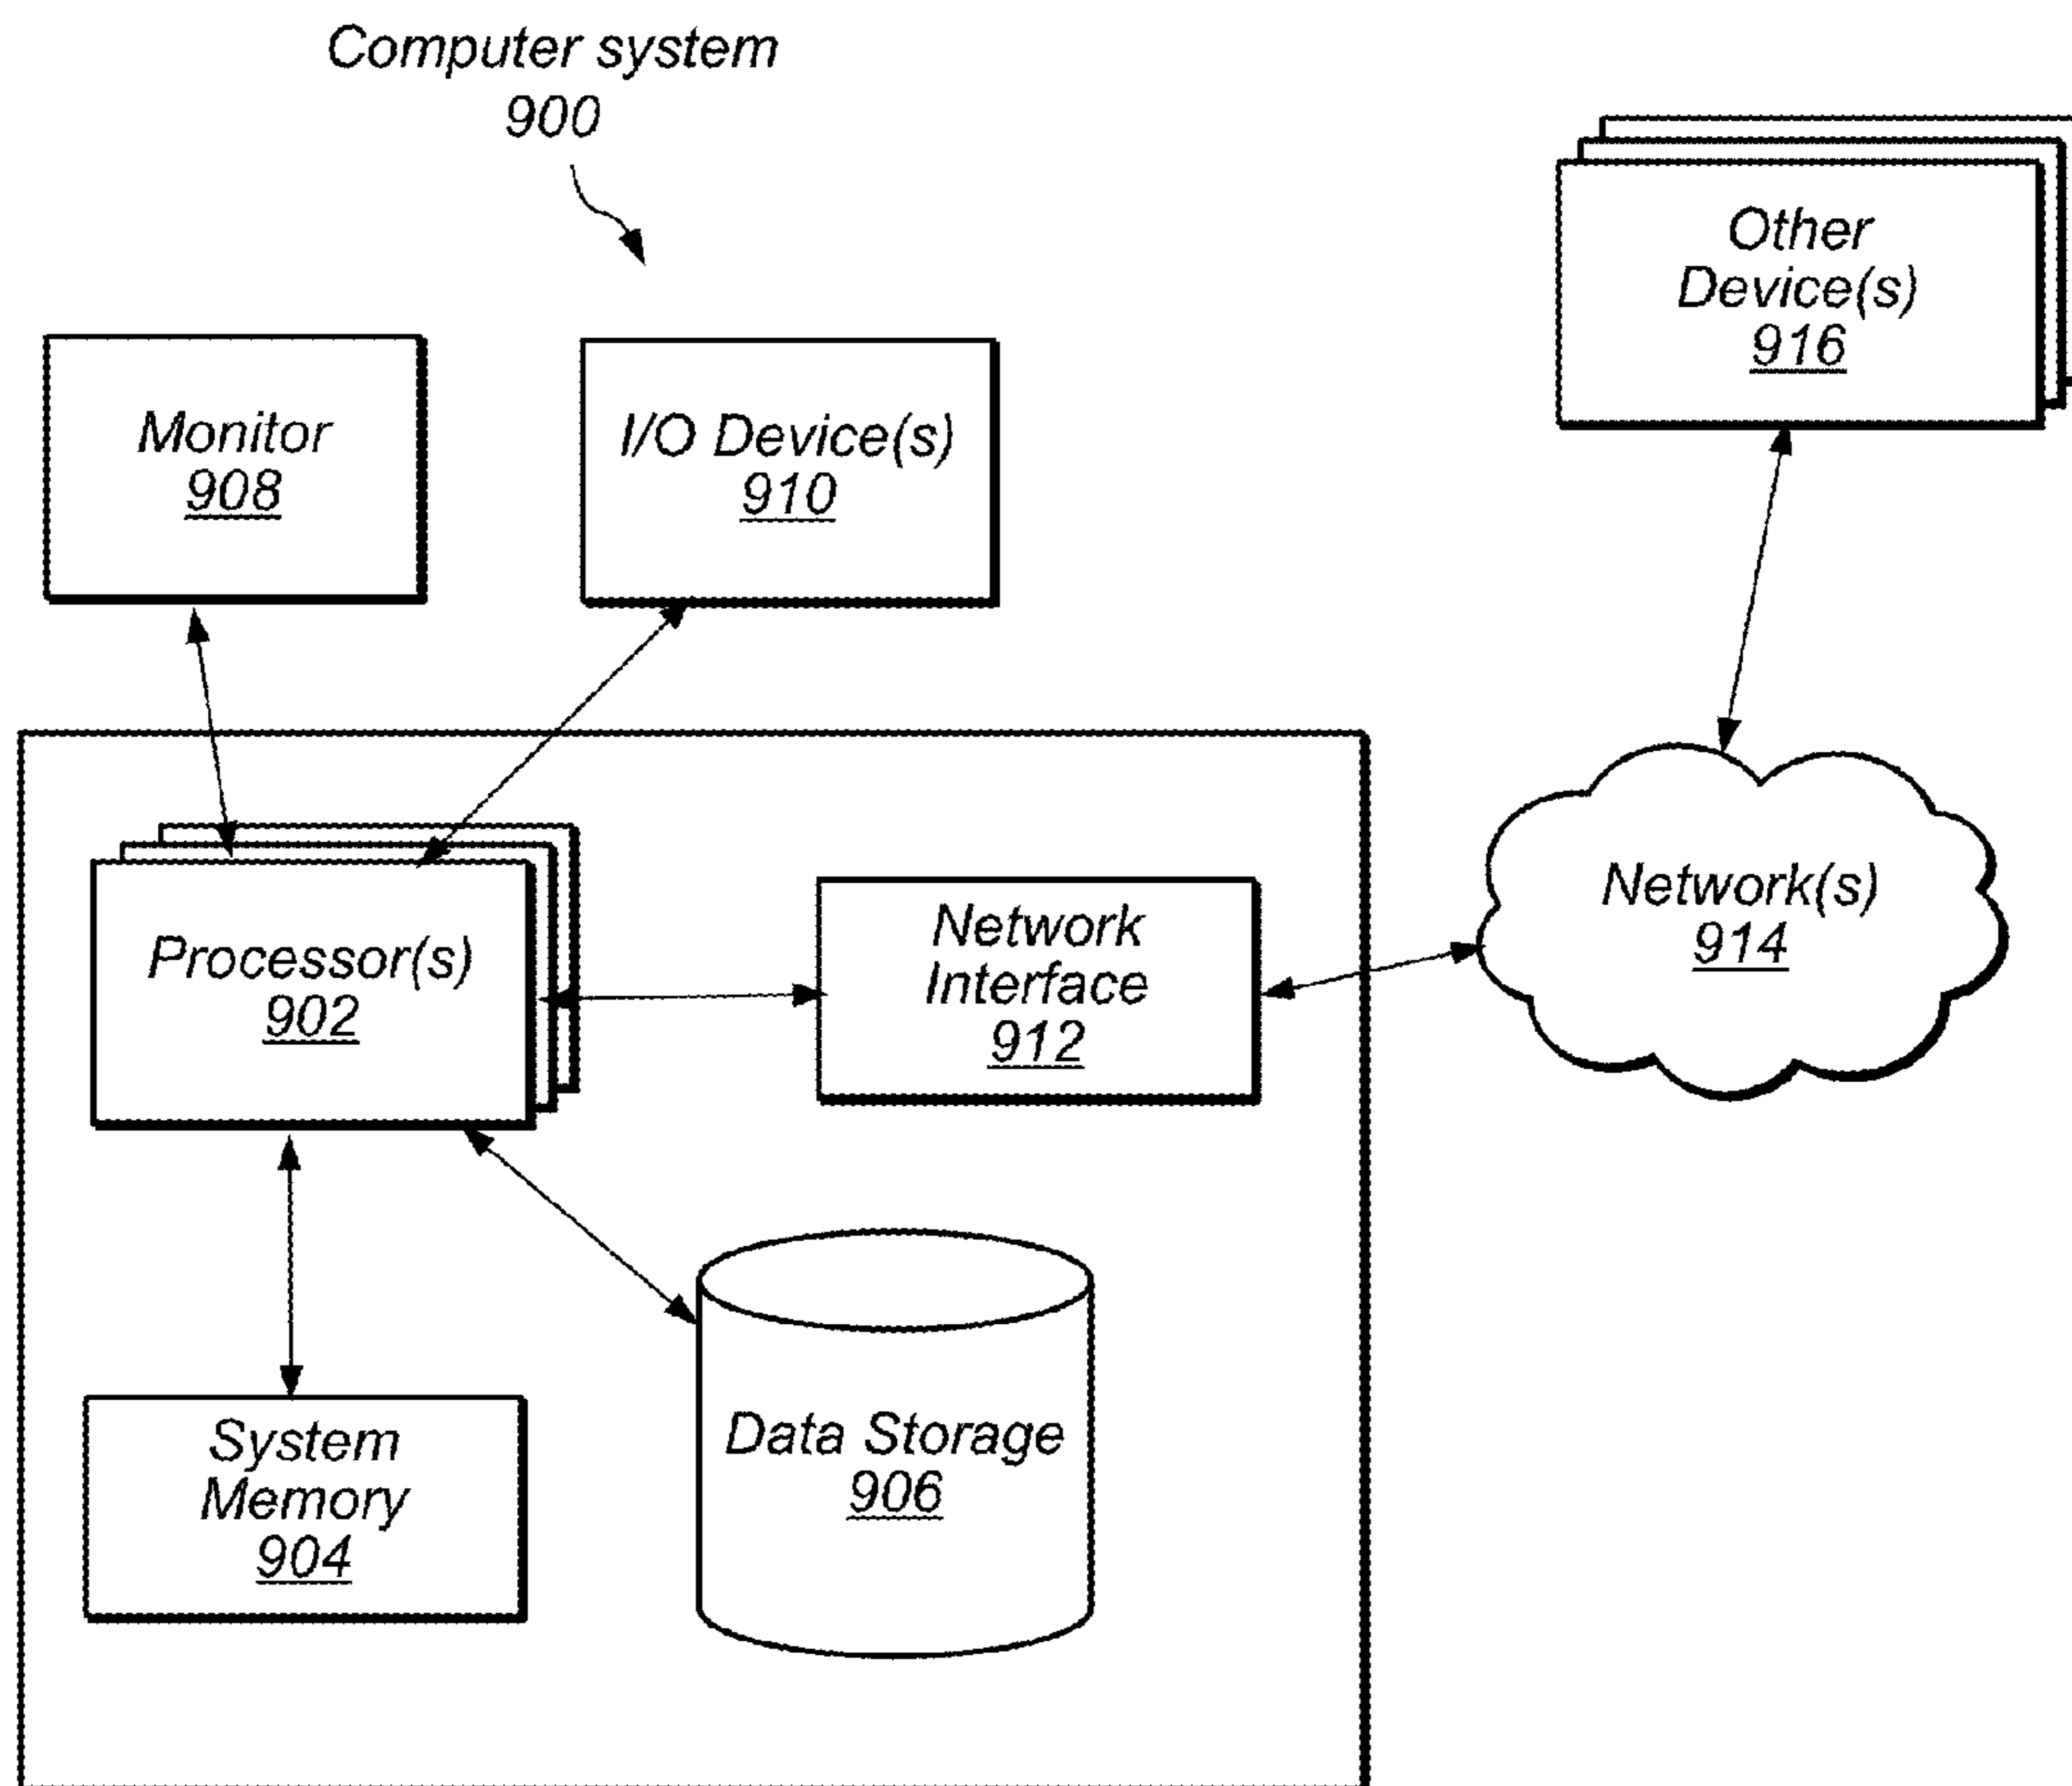 Computer system
900
Other
Device(s)
916
Monitor
908
I/O Device(s)
910
Processor(s)
902
Network
Interface
912
Network(s)
914
System
Memory
904
Data Storage
906